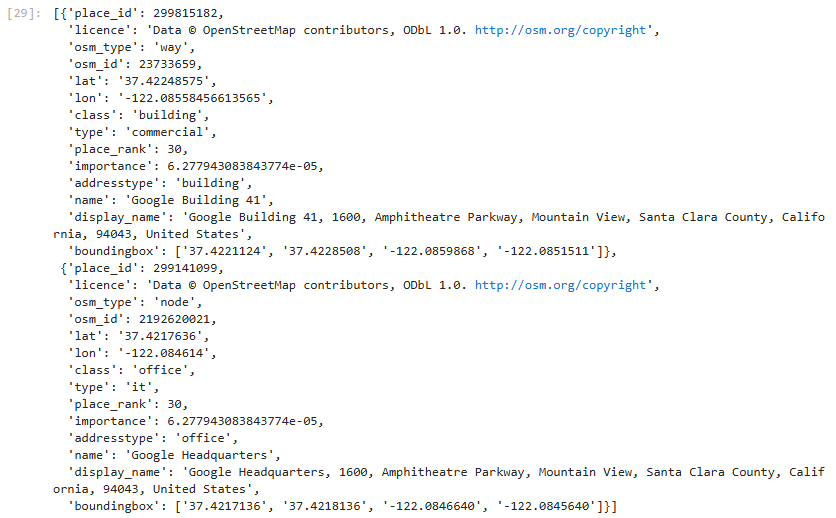 [29]: [{'place_id': 299815182,
'licence': 'Data © OpenStreetMap contributors, ODbL 1.0. http://osm.org/copyright',
'osm_type': 'way',
'osm_id': 23733659,
'lat': '37.42248575',
'lon': '-122.08558456613565',
'class': 'building',
'type': 'commercial',
'place_rank': 30,
'importance': 6.277943083843774e-05,
'addresstype': 'building',
'name': 'Google Building 41',
'display_name': 'Google Building 41, 1600, Amphitheatre Parkway, Mountain View, Santa Clara County, Califo
rnia, 94043, United States',
'boundingbox': ['37.4221124', '37.4228508', '-122.0859868', '-122.0851511']},
{'place_id': 299141099,
'licence': 'Data © OpenStreetMap contributors, ODbL 1.0. http://osm.org/copyright',
'osm_type': 'node',
'osm_id': 2192620021,
'lat': '37.4217636',
'lon': '-122.084614',
'class': 'office',
'type': 'it',
'place_rank': 30,
'importance': 6.277943083843774e-05,
'addresstype': 'office',
'name': 'Google Headquarters',
'display_name': 'Google Headquarters, 1600, Amphitheatre Parkway, Mountain View, Santa Clara County, Calif
ornia, 94043, United States',
'boundingbox': ['37.4217136', '37.4218136', '-122.0846640', '-122.0845640']}]